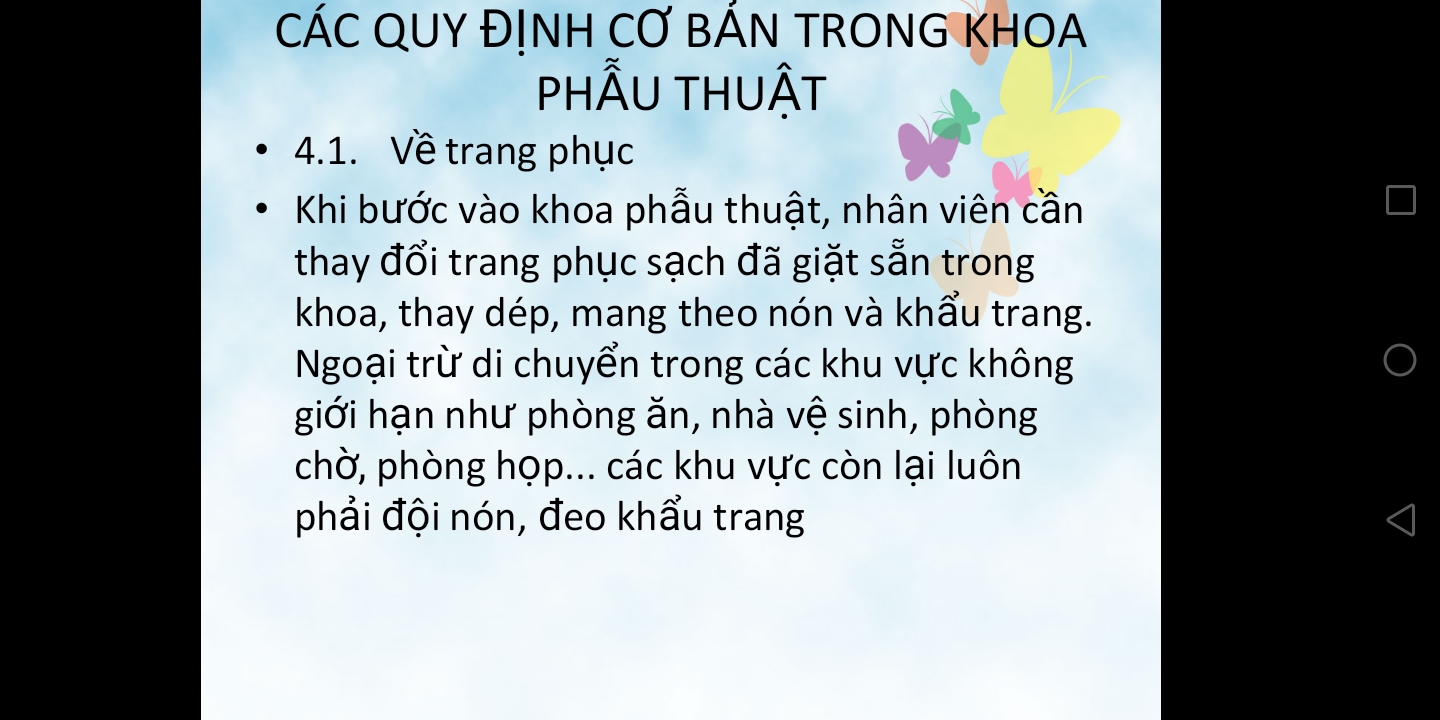 CÁC QUY ĐỊNH CƠ BẢN TRONG KHOA
PHẪU THUẬT
• 4.1. Về trang phục
• Khi bước vào khoa phẫu thuật, nhân viên cần
thay đổi trang phục sạch đã giặt sẵn trong
khoa, thay dép, mang theo nón và khẩu trang.
Ngoại trừ di chuyển trong các khu vực không
giới hạn như phòng ăn, nhà vệ sinh, phòng
chờ, phòng họp... các khu vực còn lại luôn
phải đội nón, đeo khẩu trang